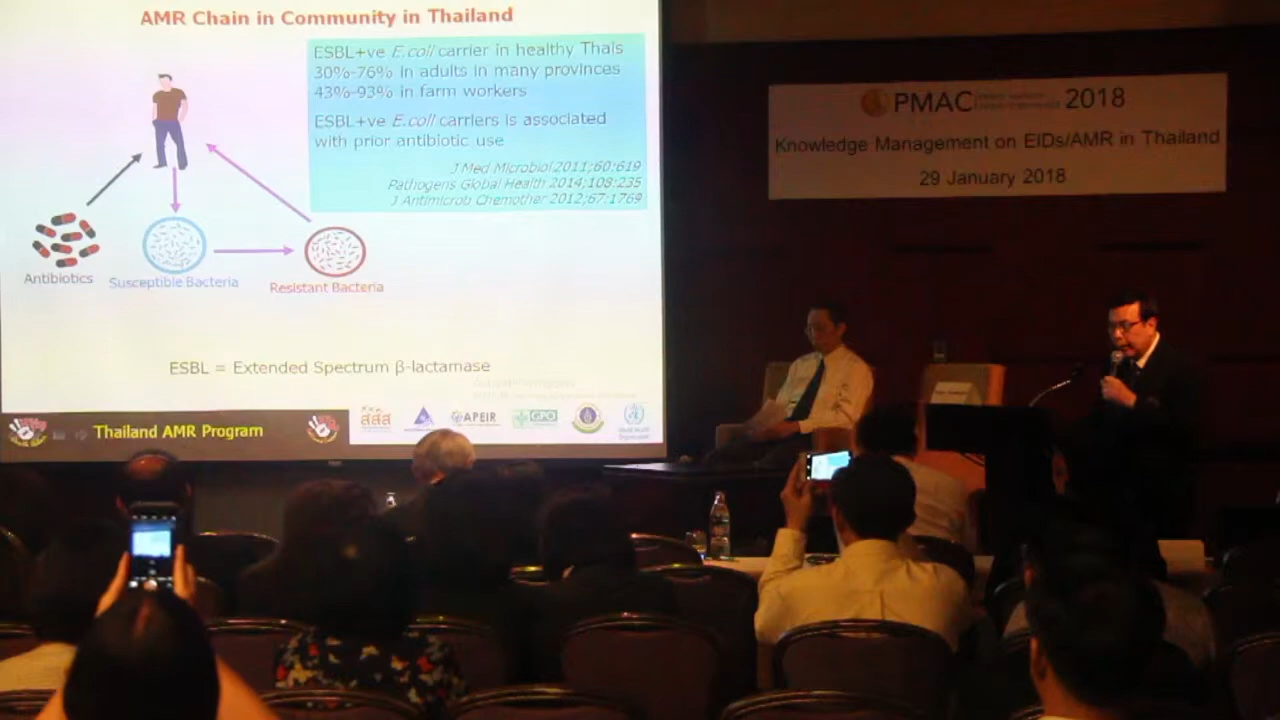 AMR Chain in Community in Thailand
ESBL+ve E.coli carrier in healthy Thais
30%-76% in adults in many provinces
43%-93% in farm workers
ESBL+ve E.coli carriers is associated
with prior antibiotic use
J Med Microbiol 2011;60:619
Pathogens Global Health 2014;108:235
J Antimicrob Chemother 2012;67:1769
Antibiotics
Susceptible Bacteria
Resistant Bacteria
ESBL = Extended Spectrum β-lactamase
Thailand AMR Program
สสส
APEIR
GPO
PMAC 2018
Knowledge Management on EIDs/AMR in Thailand
29 January 2018